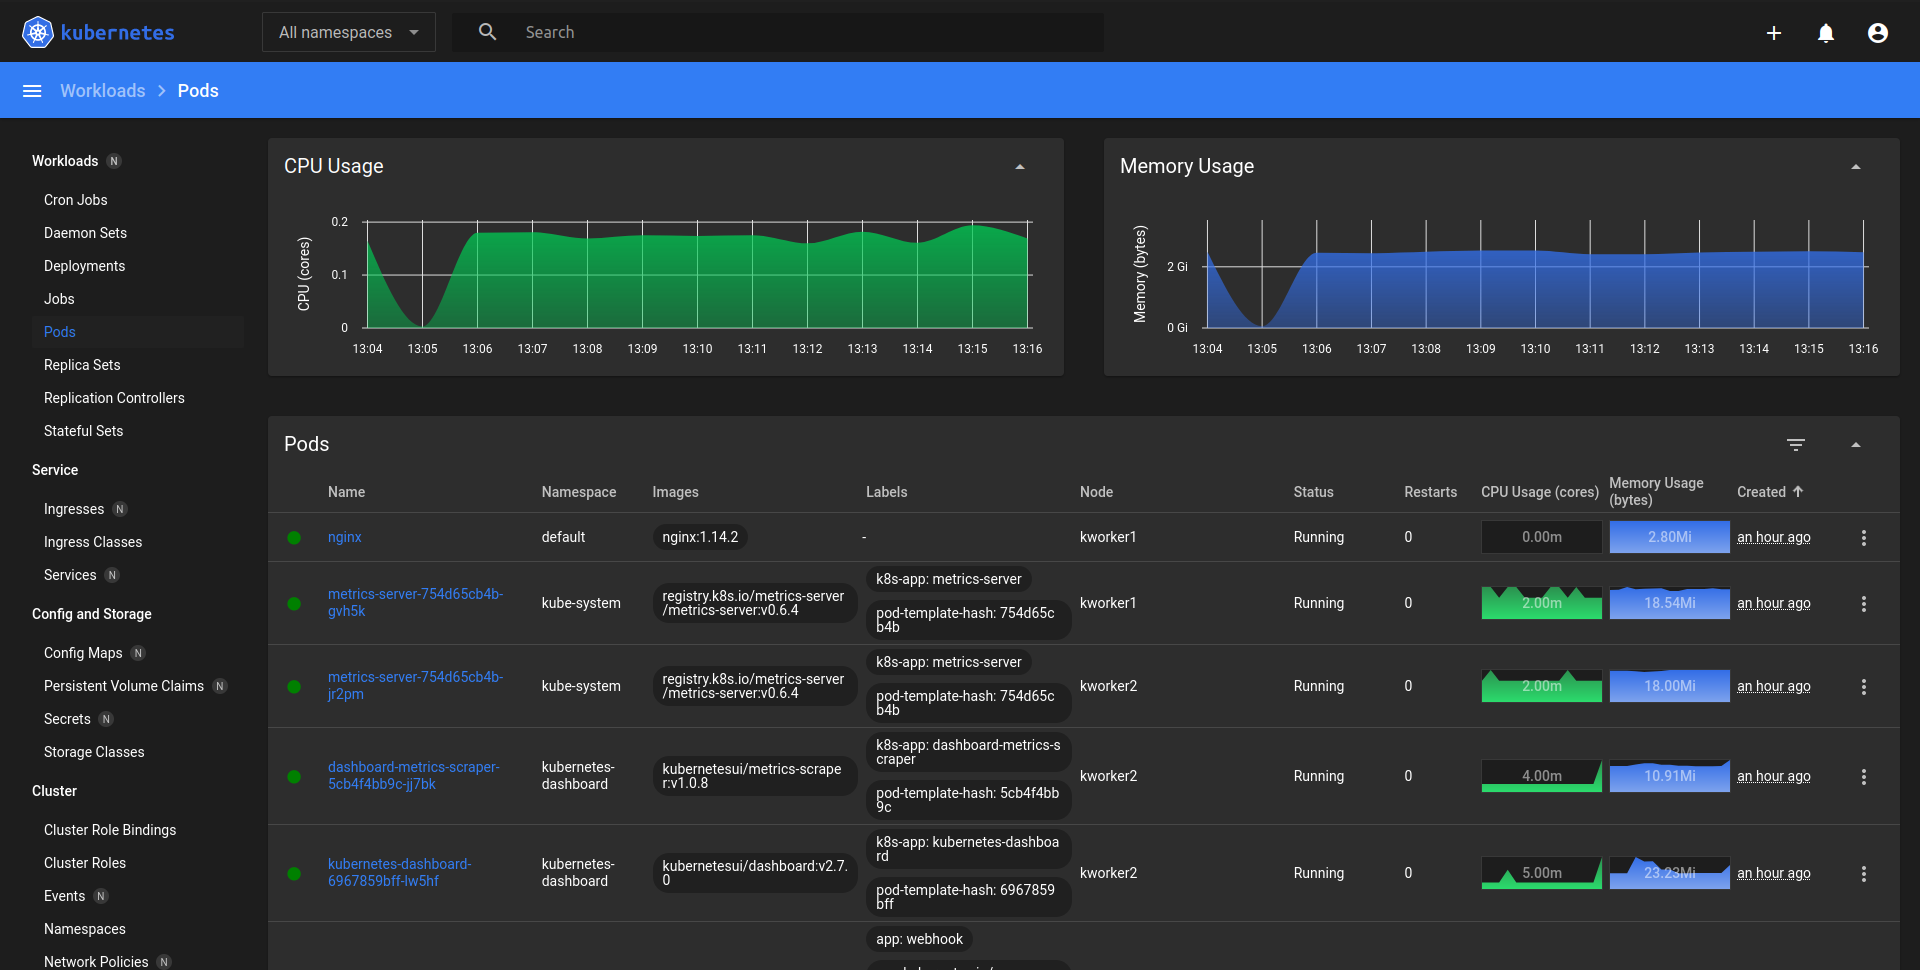 kubernetes
All namespaces
Search
Workloads
Pods
Workloads N
Cron Jobs
Daemon Sets
Deployments
Jobs
Pods
Replica Sets
Replication Controllers
Stateful Sets
Service
Ingresses N
Ingress Classes
Services N
Config and Storage
Config Maps N
Persistent Volume Claims N
Secrets N
Storage Classes
Cluster
Cluster Role Bindings
Cluster Roles
Events N
Namespaces
Network Policies N
CPU Usage
CPU (cores)
0.2
0.1
0
13:04 13:05 13:06 13:07 13:08 13:09 13:10 13:11 13:12 13:13 13:14 13:15 13:16
Memory Usage
Memory (bytes)
2 Gi
0 Gi
13:04 13:05 13:06 13:07 13:08 13:09 13:10 13:11 13:12 13:13 13:14 13:15 13:16
Pods
Name
Namespace
Images
Labels
Node
Status
Restarts
CPU Usage (cores)
Memory Usage
(bytes)
Created
nginx
default
nginx:1.14.2
-
kworker1
Running
0
0.00m
2.80Mi
an hour ago
metrics-server-754d65cb4b-
gvh5k
kube-system
registry.k8s.io/metrics-server
/metrics-server:v0.6.4
k8s-app: metrics-server
pod-template-hash: 754d65c
b4b
kworker1
Running
0
2.00m
18.54Mi
an hour ago
metrics-server-754d65cb4b-
jr2pm
kube-system
registry.k8s.io/metrics-server
/metrics-server:v0.6.4
k8s-app: metrics-server
pod-template-hash: 754d65c
b4b
kworker2
Running
0
2.00m
18.00Mi
an hour ago
dashboard-metrics-scraper-
5cb4f4bb9c-jj7bk
kubernetes-
dashboard
kubernetesui/metrics-scrape
r:v1.0.8
k8s-app: dashboard-metrics-s
craper
pod-template-hash: 5cb4f4bb
9c
kworker2
Running
0
4.00m
10.91Mi
an hour ago
kubernetes-dashboard-
6967859bff-lw5hf
kubernetes-
dashboard
kubernetesui/dashboard:v2.7.
0
k8s-app: kubernetes-dashboa
rd
pod-template-hash: 6967859
bff
kworker2
Running
0
5.00m
23.23Mi
an hour ago
app: webhook